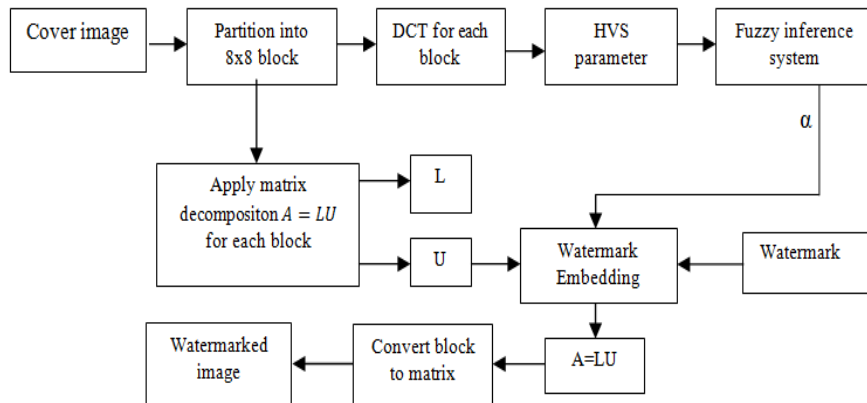 Cover image
Partition into
8x8 block
DCT for each
block
HVS
parameter
Fuzzy inference
system
α
Apply matrix
decompositon A = LU
for each block
L
U
Watermark
Embedding
Watermark
Watermarked
image
Convert block
to matrix
A=LU